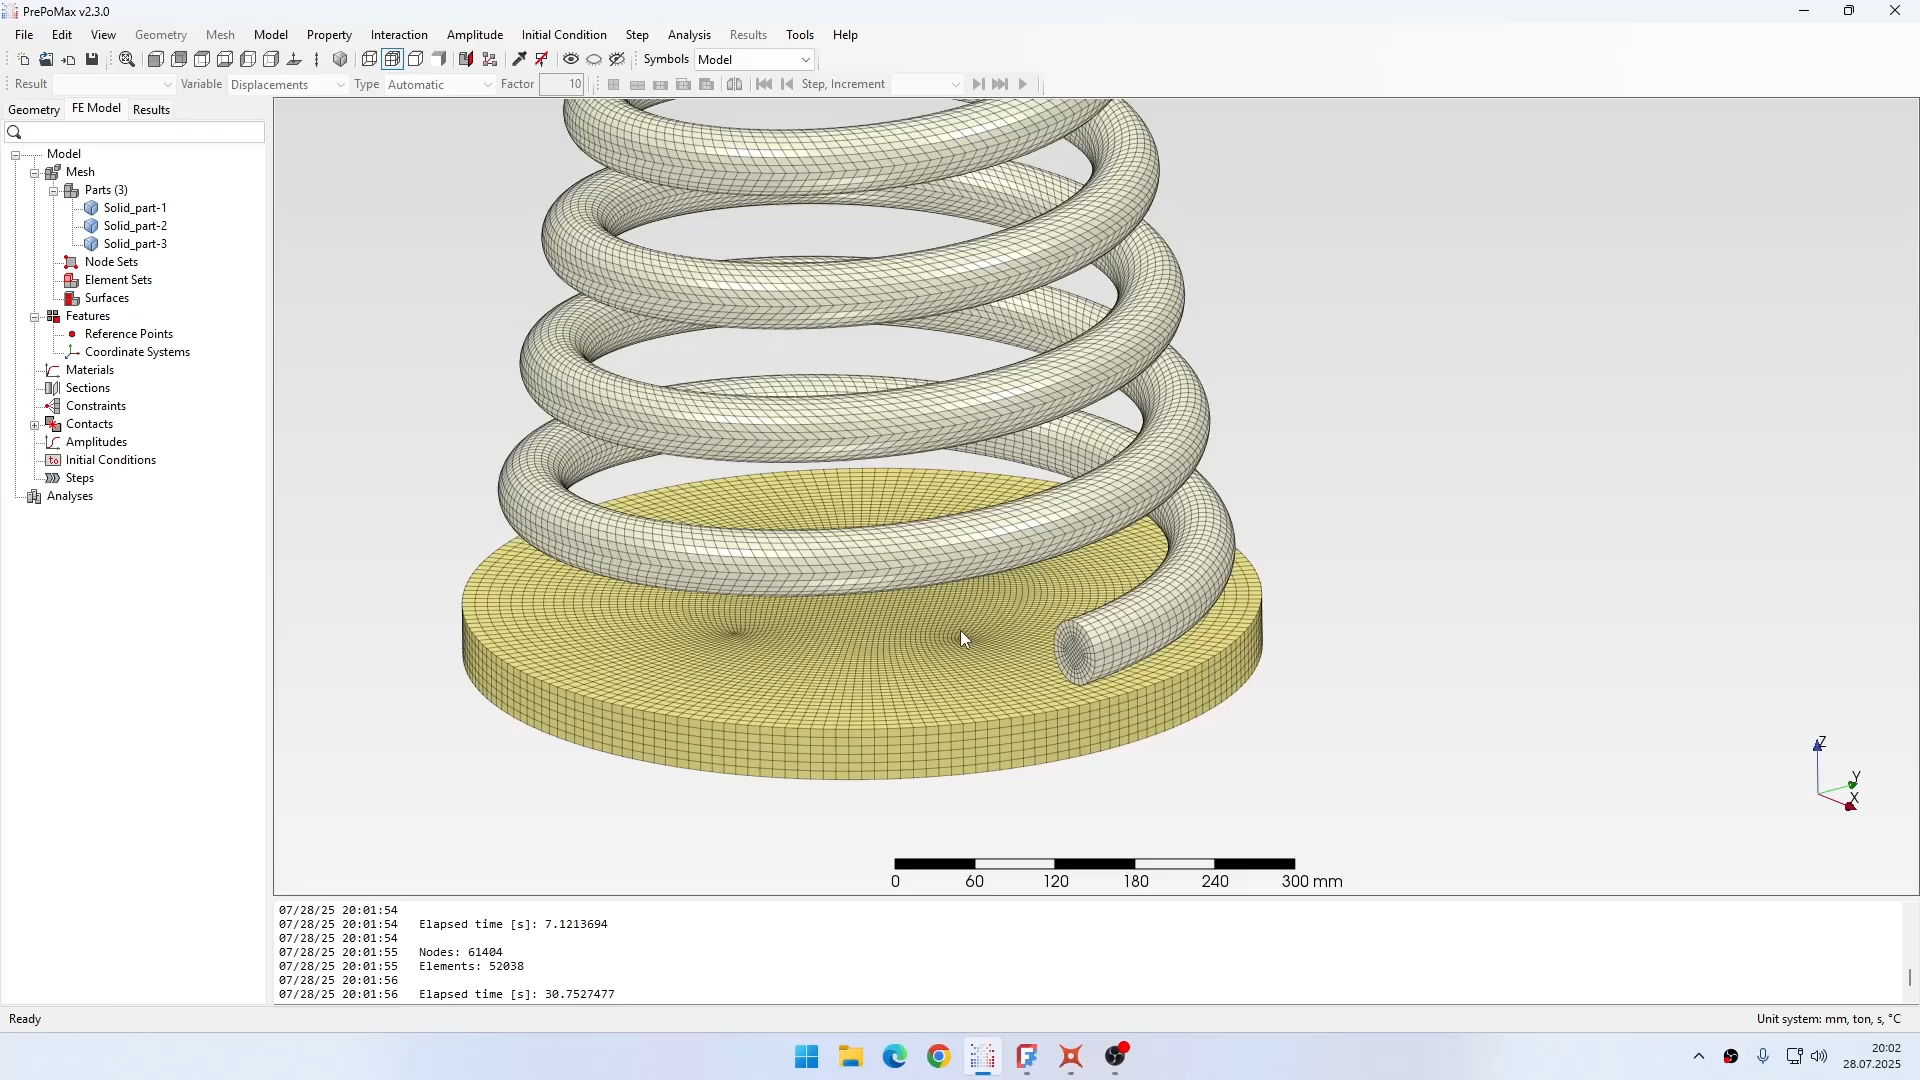 PrePoMax v2.3.0
File Edit View Geometry Mesh Model Property Interaction Amplitude Initial Condition Step Analysis Results Tools Help
Symbols Model
Result Variable Displacements Type Automatic Factor 10 Step, Increment
Geometry FE Model Results
Model
Mesh
Parts (3)
Solid_part-1
Solid_part-2
Solid_part-3
Node Sets
Element Sets
Surfaces
Features
Reference Points
Coordinate Systems
Materials
Sections
Constraints
Contacts
Amplitudes
Initial Conditions
Steps
Analyses
Z
Y
X
0 60 120 180 240 300 mm
07/28/25 20:01:54
07/28/25 20:01:54 Elapsed time [s]: 7.1213694
07/28/25 20:01:54
07/28/25 20:01:55 Nodes: 61404
07/28/25 20:01:55 Elements: 52038
07/28/25 20:01:56
07/28/25 20:01:56 Elapsed time [s]: 30.7527477
Ready Unit system: mm, ton, s, °C
20:02
28.07.2025